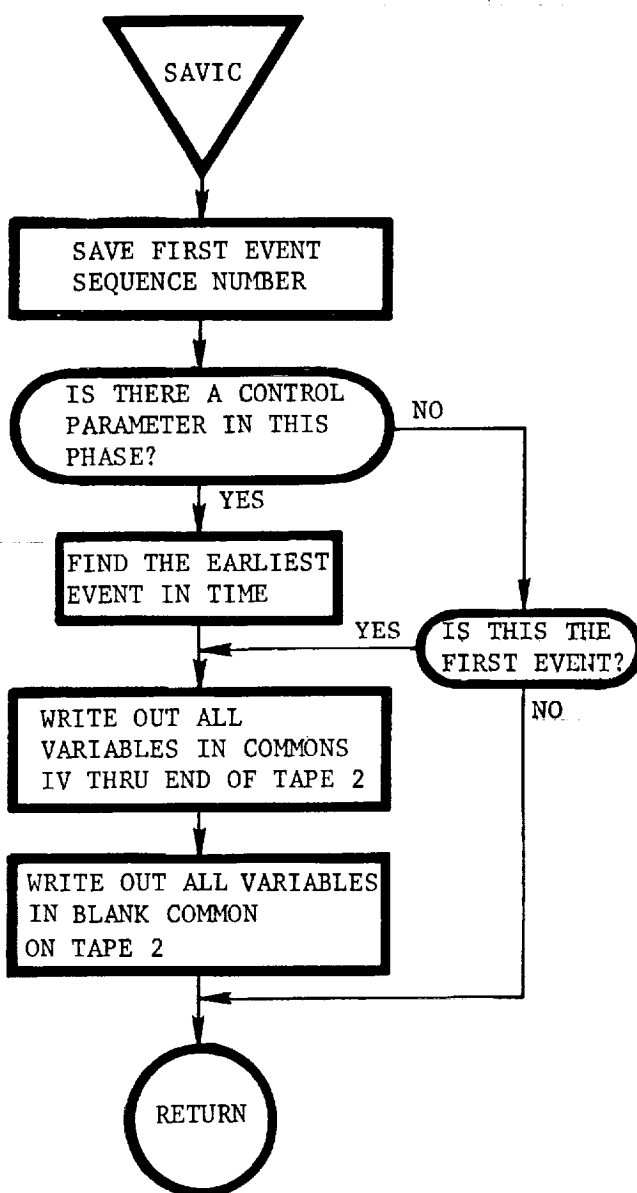 SAVIC
SAVE FIRST EVENT
SEQUENCE NUMBER
IS THERE A CONTROL
PARAMETER IN THIS
PHASE?
NO
YES
FIND THE EARLIEST
EVENT IN TIME
YES
IS THIS THE
FIRST EVENT?
NO
WRITE OUT ALL
VARIABLES IN COMMONS
IV THRU END OF TAPE 2
WRITE OUT ALL VARIABLES
IN BLANK COMMON
ON TAPE 2
RETURN